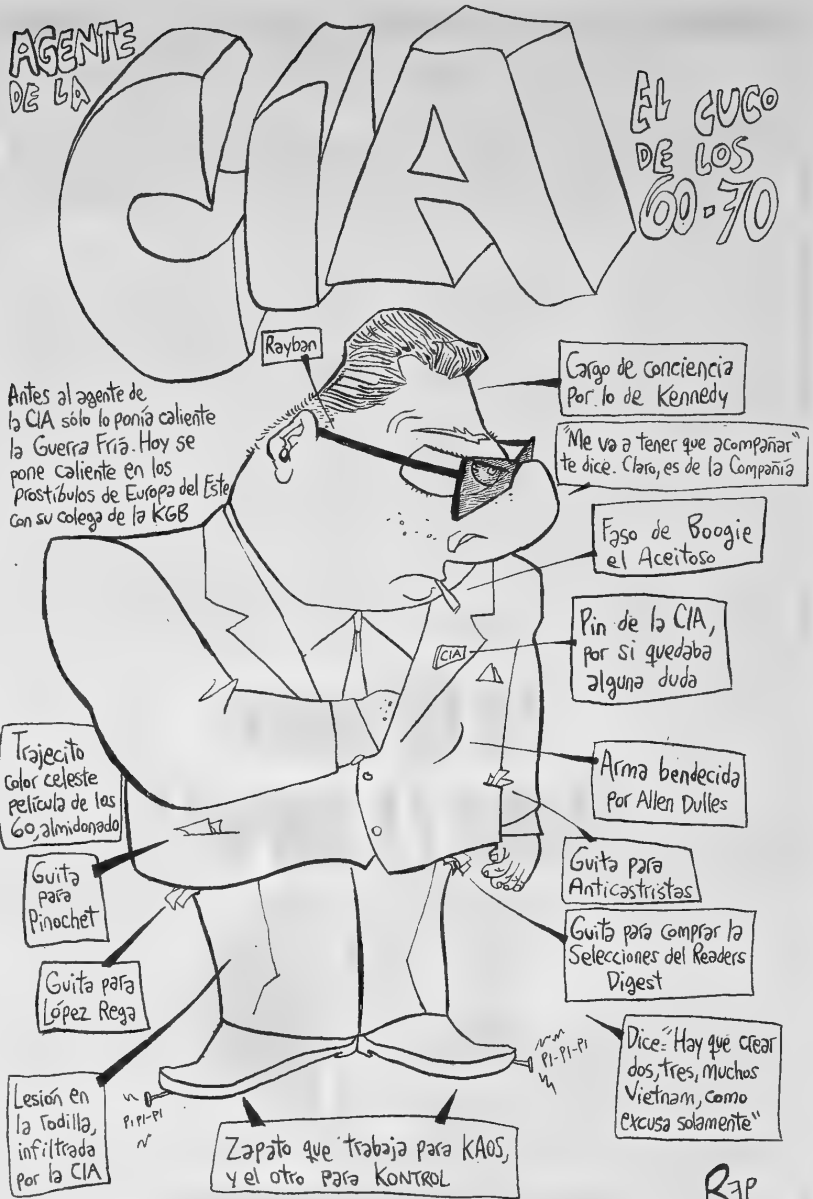 AGENTE
DE LA
CIA
EL CUCO
DE LOS
60-70
Rayban
Antes al agente de
la CIA sólo lo ponía caliente
la Guerra Fría. Hoy se
pone caliente en los
prostíbulos de Europa del Este
con su colega de la KGB
Cargo de conciencia
por lo de Kennedy
"Me va a tener que acompañar"
te dice. Claro, es de la Compañía
Faso de Boogie
el Aceitoso
Pin de la CIA,
por si quedaba
alguna duda
CIA
Trajecito
color celeste
película de los
60, almidonado
Arma bendecida
por Allen Dulles
Guita
para
Pinochet
Guita para
Anticastristas
Guita para comprar la
Selecciones del Readers
Digest
Guita para
López Rega
Dice: "Hay que crear
dos, tres, muchos
Vietnam, como
excusa solamente"
PI-PI-PI
Lesión en
la rodilla,
infiltrada
por la CIA
PI-PI-PI
Zapato que trabaja para KAOS,
y el otro para KONTROL
Rep